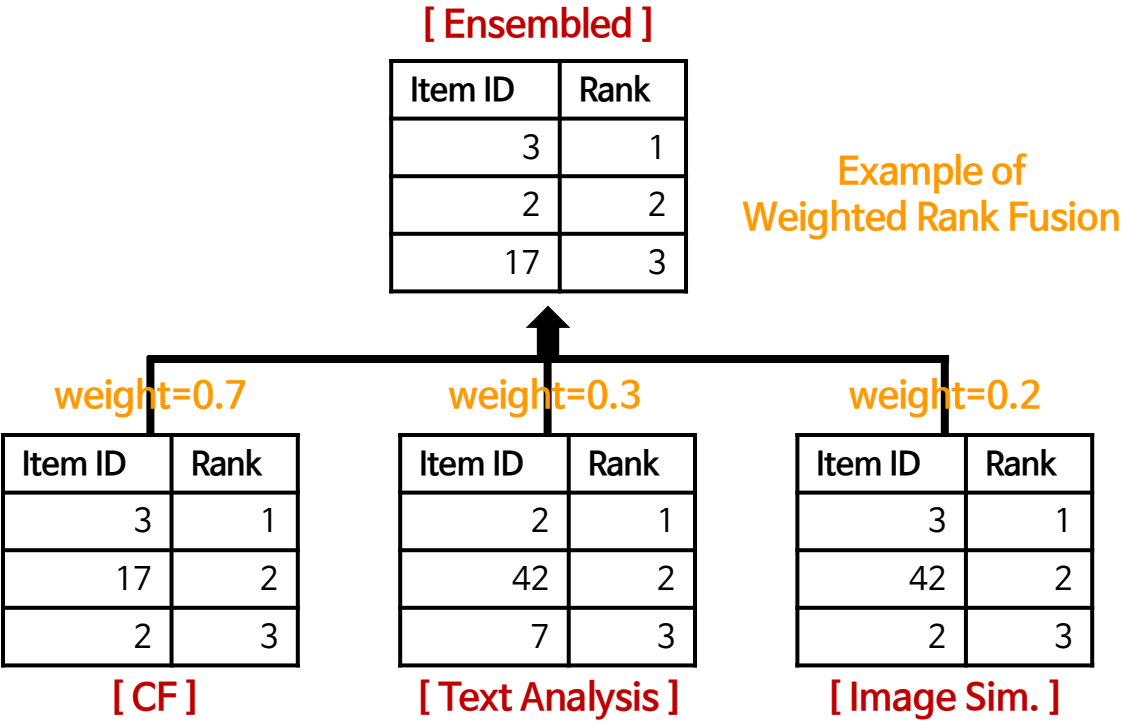 [ Ensembled ]
Item ID Rank
3 1
2 2
17 3
Example of
Weighted Rank Fusion
weight=0.7
weight=0.3
weight=0.2
Item ID Rank
3 1
17 2
2 3
[ CF ]
Item ID Rank
2 1
42 2
7 3
[ Text Analysis ]
Item ID Rank
3 1
42 2
2 3
[ Image Sim. ]